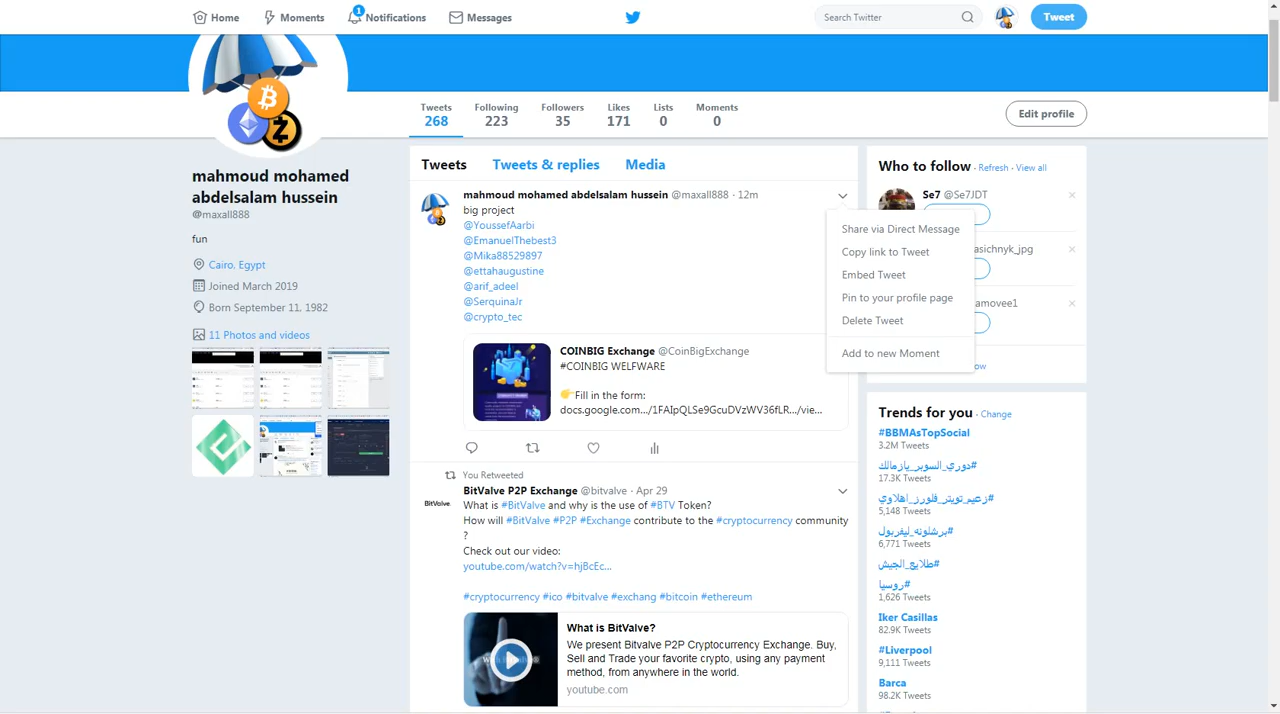 Home
Moments
1
Notifications
Messages
Search Twitter
Tweet
Tweets
268
Following
223
Followers
35
Likes
171
Lists
0
Moments
0
Edit profile
mahmoud mohamed
abdelsalam hussein
@maxall888
fun
Cairo, Egypt
Joined March 2019
Born September 11, 1982
11 Photos and videos
Tweets
Tweets & replies
Media
mahmoud mohamed abdelsalam hussein @maxall888 · 12m
big project
@YoussefAarbi
@EmanuelThebest3
@Mika88529897
@ettahaugustine
@arif_adeel
@SerquinaJr
@crypto_tec
COINBIG Exchange @CoinBigExchange
#COINBIG WELFWARE
Fill in the form:
docs.google.com.../1FAIpQLSe9GcuDVzWV36fLR.../vie...
Share via Direct Message
Copy link to Tweet
Embed Tweet
Pin to your profile page
Delete Tweet
Add to new Moment
You Retweeted
BitValve P2P Exchange @bitvalve · Apr 29
BitValve
What is #BitValve and why is the use of #BTV Token?
How will #BitValve #P2P #Exchange contribute to the #cryptocurrency community
?
Check out our video:
youtube.com/watch?v=hjBcEc...
#cryptocurrency #ico #bitvalve #exchang #bitcoin #ethereum
What is BitValve?
We present Bitvalve P2P Cryptocurrency Exchange. Buy,
Sell and Trade your favorite crypto, using any payment
method, from anywhere in the world.
youtube.com
Who to follow · Refresh · View all
Se7 @Se7JDT
asichnyk_jpg
amovee1
ow
Trends for you · Change
#BBMAsTopSocial
3.2M Tweets
#دوري_السوبر_يازمالك
17.3K Tweets
#زعيم_تويتر_فلورز_اهلاوي
5,148 Tweets
#برشلونه_ليفربول
6,771 Tweets
#طلايع_الجيش
#روسيا
1,626 Tweets
Iker Casillas
82.9K Tweets
#Liverpool
9,111 Tweets
Barca
98.2K Tweets